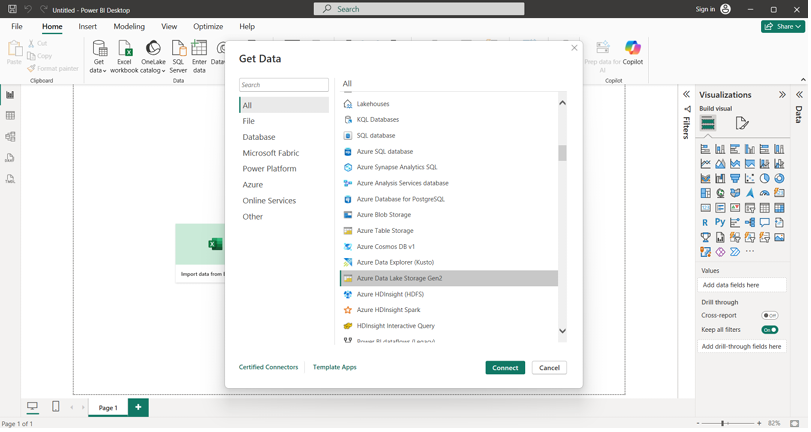 Untitled - Power BI Desktop
Search
Sign in
File
Home
Insert
Modeling
View
Optimize
Help
Share
Paste
Cut
Copy
Format painter
Get data
Excel workbook
OneLake catalog
SQL Server
Enter data
Prep data for AI
Copilot
Clipboard
Data
Copilot
Get Data
Search
All
File
Database
Microsoft Fabric
Power Platform
Azure
Online Services
Other
All
Lakehouses
KQL Databases
SQL database
Azure SQL database
Azure Synapse Analytics SQL
Azure Analysis Services database
Azure Database for PostgreSQL
Azure Blob Storage
Azure Table Storage
Azure Cosmos DB v1
Azure Data Explorer (Kusto)
Azure Data Lake Storage Gen2
Azure HDInsight (HDFS)
Azure HDInsight Spark
HDInsight Interactive Query
Power BI dataflows (Legacy)
Certified Connectors
Template Apps
Connect
Cancel
Import data from
Filters
Visualizations
Build visual
R
Py
Values
Add data fields here
Drill through
Cross-report
Off
Keep all filters
On
Add drill-through fields here
Data
Page 1
Page 1 of 1
82%